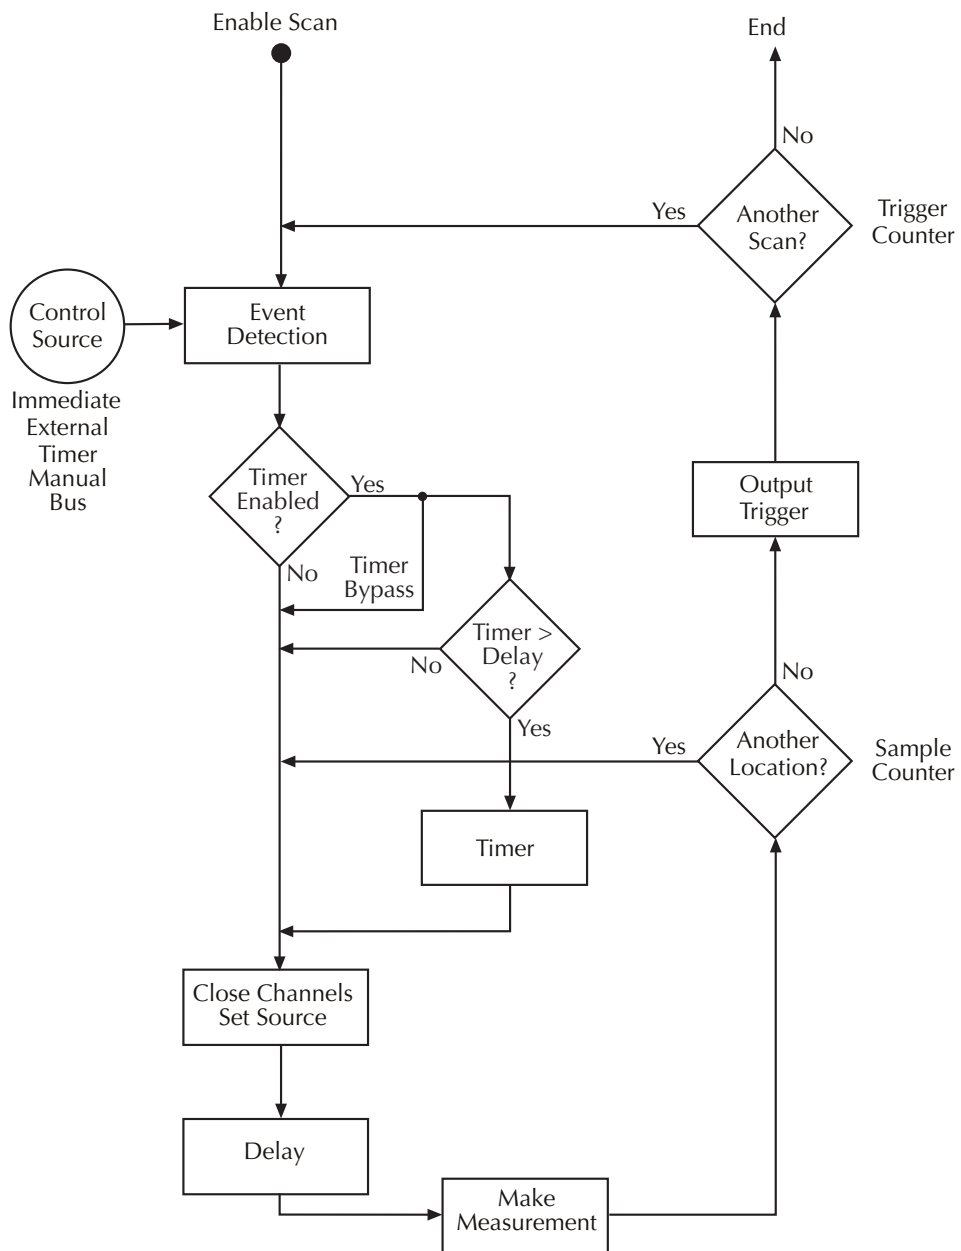 Enable Scan
End
No
Another
Scan?
Yes
Trigger
Counter
Control
Source
Immediate
External
Timer
Manual
Bus
Event
Detection
Timer
Enabled
?
Yes
No
Timer
Bypass
Timer >
Delay
?
No
Yes
Output
Trigger
No
Another
Location?
Yes
Sample
Counter
Timer
Close Channels
Set Source
Delay
Make
Measurement